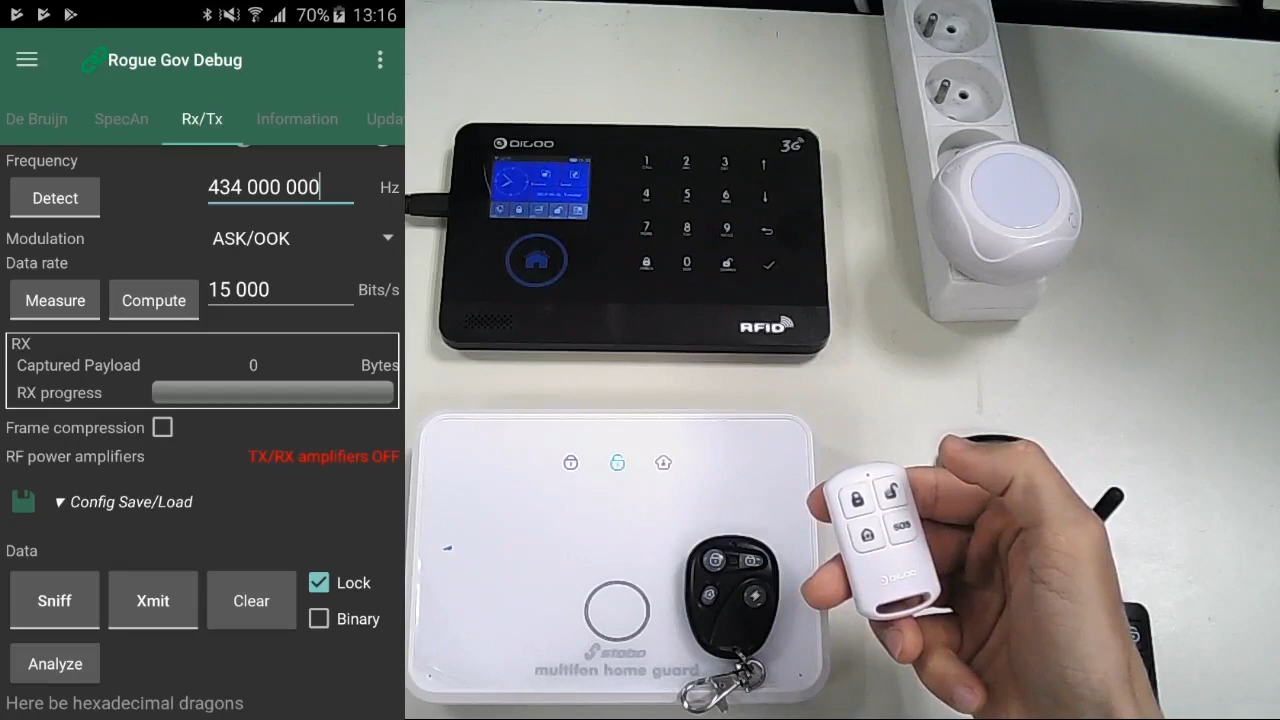 70% 13:16
Rogue Gov Debug
De Bruijn SpecAn Rx/Tx Information Upda
Frequency
Detect 434 000 000 Hz
Modulation ASK/OOK
Data rate
Measure Compute 15 000 Bits/s
RX
Captured Payload 0 Bytes
RX progress
Frame compression
RF power amplifiers TX/RX amplifiers OFF
▼ Config Save/Load
Data
Sniff Xmit Clear Lock
Binary
Analyze
Here be hexadecimal dragons
DIGOO 3G
1 2 3
4 5 6
7 8 9
0
RFID
SOS
DIGOO
stobo
multifon home guard